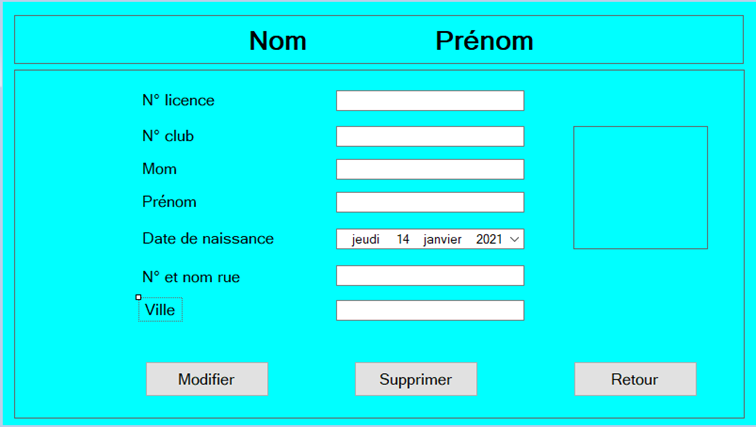 Nom Prénom
N° licence
N° club
Mom
Prénom
Date de naissance jeudi 14 janvier 2021
N° et nom rue
Ville
Modifier Supprimer Retour